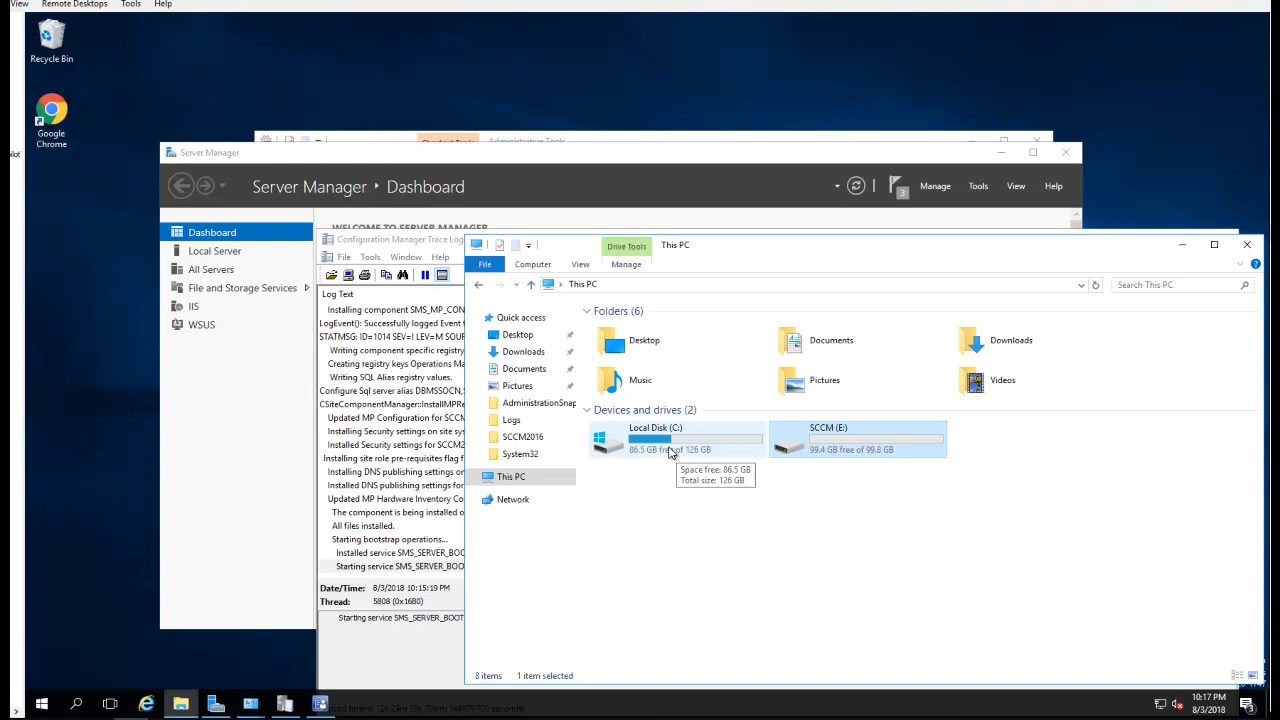 View Remote Desktops Tools Help
Recycle Bin
Google
Chrome
Administrative Tools
Server Manager
Server Manager Dashboard
3
Manage Tools View Help
Dashboard
Local Server
All Servers
File and Storage Services
IIS
WSUS
WELCOME TO SERVER MANAGER
Configuration Manager Trace Log
File Tools Window Help
Log Text
Installing component SMS_MP_CON
LogEvent(): Successfully logged Event t
STATMSG: ID=1014 SEV=I LEV=M SOUR
Writing component specific registry
Creating registry keys Operations Ma
Writing SQL Alias registry values.
Configure Sql server alias DBMSSOCN,
CSiteComponentManager::InstallMPRe
Updated MP Configuration for SCCM
Installing Security settings on site sy
Installed Security settings for SCCM2
Installing site role pre-requisites flag t
Installing DNS publishing settings o
Installed DNS publishing settings o
Updated MP Hardware Inventory Co
The component is being installed o
All files installed.
Starting bootstrap operations...
Installed service SMS_SERVER_BOO
Starting service SMS_SERVER_BOO
Date/Time: 8/3/2018 10:15:19 PM
Thread: 5808 (0x16B0)
Starting service SMS_SERVER_BOOT
Drive Tools
This PC
File Computer View Manage
This PC
Search This PC
Quick access
Desktop
Downloads
Documents
Pictures
AdministrationSnap
Logs
SCCM2016
System32
This PC
Network
Folders (6)
Desktop
Documents
Downloads
Music
Pictures
Videos
Devices and drives (2)
Local Disk (C:)
86.5 GB free of 126 GB
SCCM (E:)
99.4 GB free of 99.8 GB
Space free: 86.5 GB
Total size: 126 GB
8 items 1 item selected
10:17 PM
8/3/2018